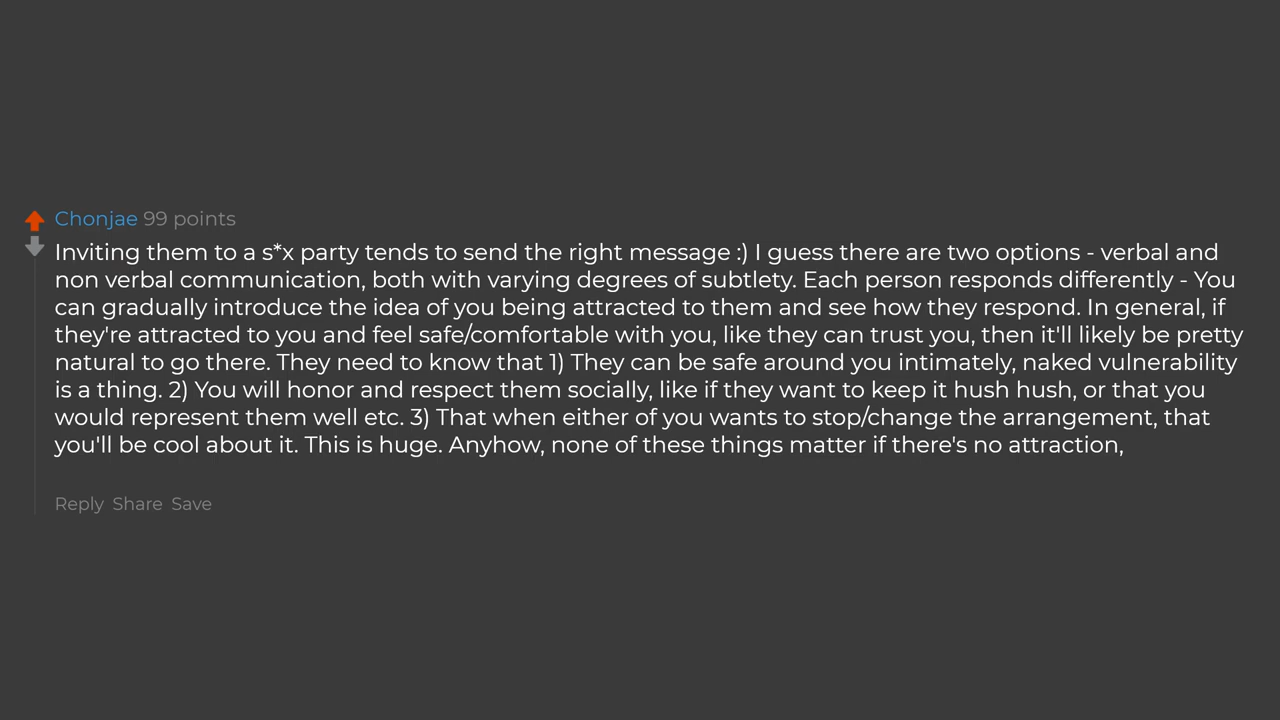 Chonjae 99 points
Inviting them to a s*x party tends to send the right message :) I guess there are two options - verbal and
non verbal communication, both with varying degrees of subtlety. Each person responds differently - You
can gradually introduce the idea of you being attracted to them and see how they respond. In general, if
they're attracted to you and feel safe/comfortable with you, like they can trust you, then it'll likely be pretty
natural to go there. They need to know that 1) They can be safe around you intimately, naked vulnerability
is a thing. 2) You will honor and respect them socially, like if they want to keep it hush hush, or that you
would represent them well etc. 3) That when either of you wants to stop/change the arrangement, that
you'll be cool about it. This is huge. Anyhow, none of these things matter if there's no attraction,
Reply Share Save